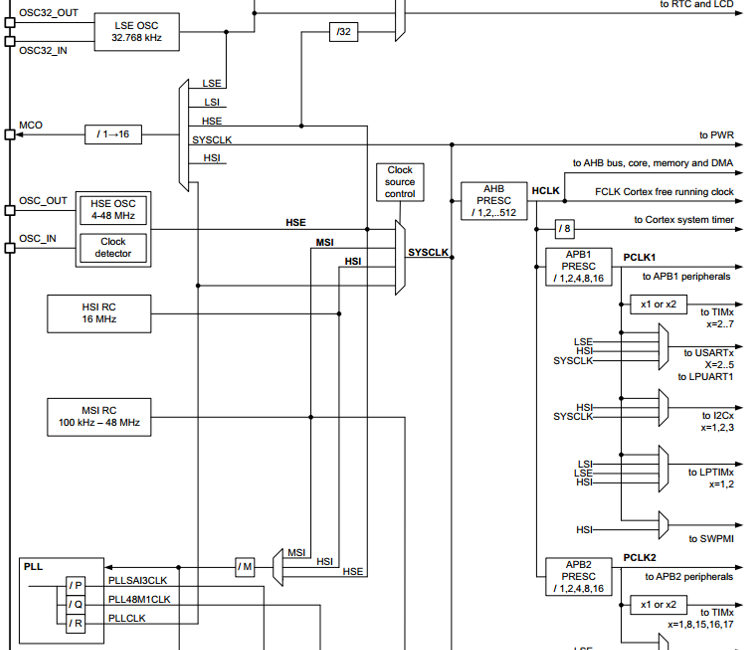 to RTC and LCD
OSC32_OUT
LSE OSC
32.768 kHz
/32
OSC32_IN
LSE
LSI
HSE
MCO
/ 1→16
SYSCLK
to PWR
HSI
to AHB bus, core, memory and DMA
Clock
source
control
AHB
PRESC
/ 1,2,..512
HCLK
FCLK Cortex free running clock
OSC_OUT
HSE OSC
4-48 MHz
to Cortex system timer
HSE
/ 8
OSC_IN
Clock
detector
MSI
SYSCLK
HSI
APB1
PRESC
/ 1,2,4,8,16
PCLK1
to APB1 peripherals
HSI RC
16 MHz
x1 or x2
to TIMx
x=2..7
LSE
HSI
SYSCLK
to USARTx
X=2..5
to LPUART1
MSI RC
100 kHz – 48 MHz
HSI
SYSCLK
to I2Cx
x=1,2,3
LSI
LSE
HSI
to LPTIMx
x=1,2
HSI
to SWPMI
MSI
HSI
HSE
/ M
PLL
/ P
PLLSAI3CLK
/ Q
PLL48M1CLK
/ R
PLLCLK
APB2
PRESC
/ 1,2,4,8,16
PCLK2
to APB2 peripherals
x1 or x2
to TIMx
x=1,8,15,16,17
LSE